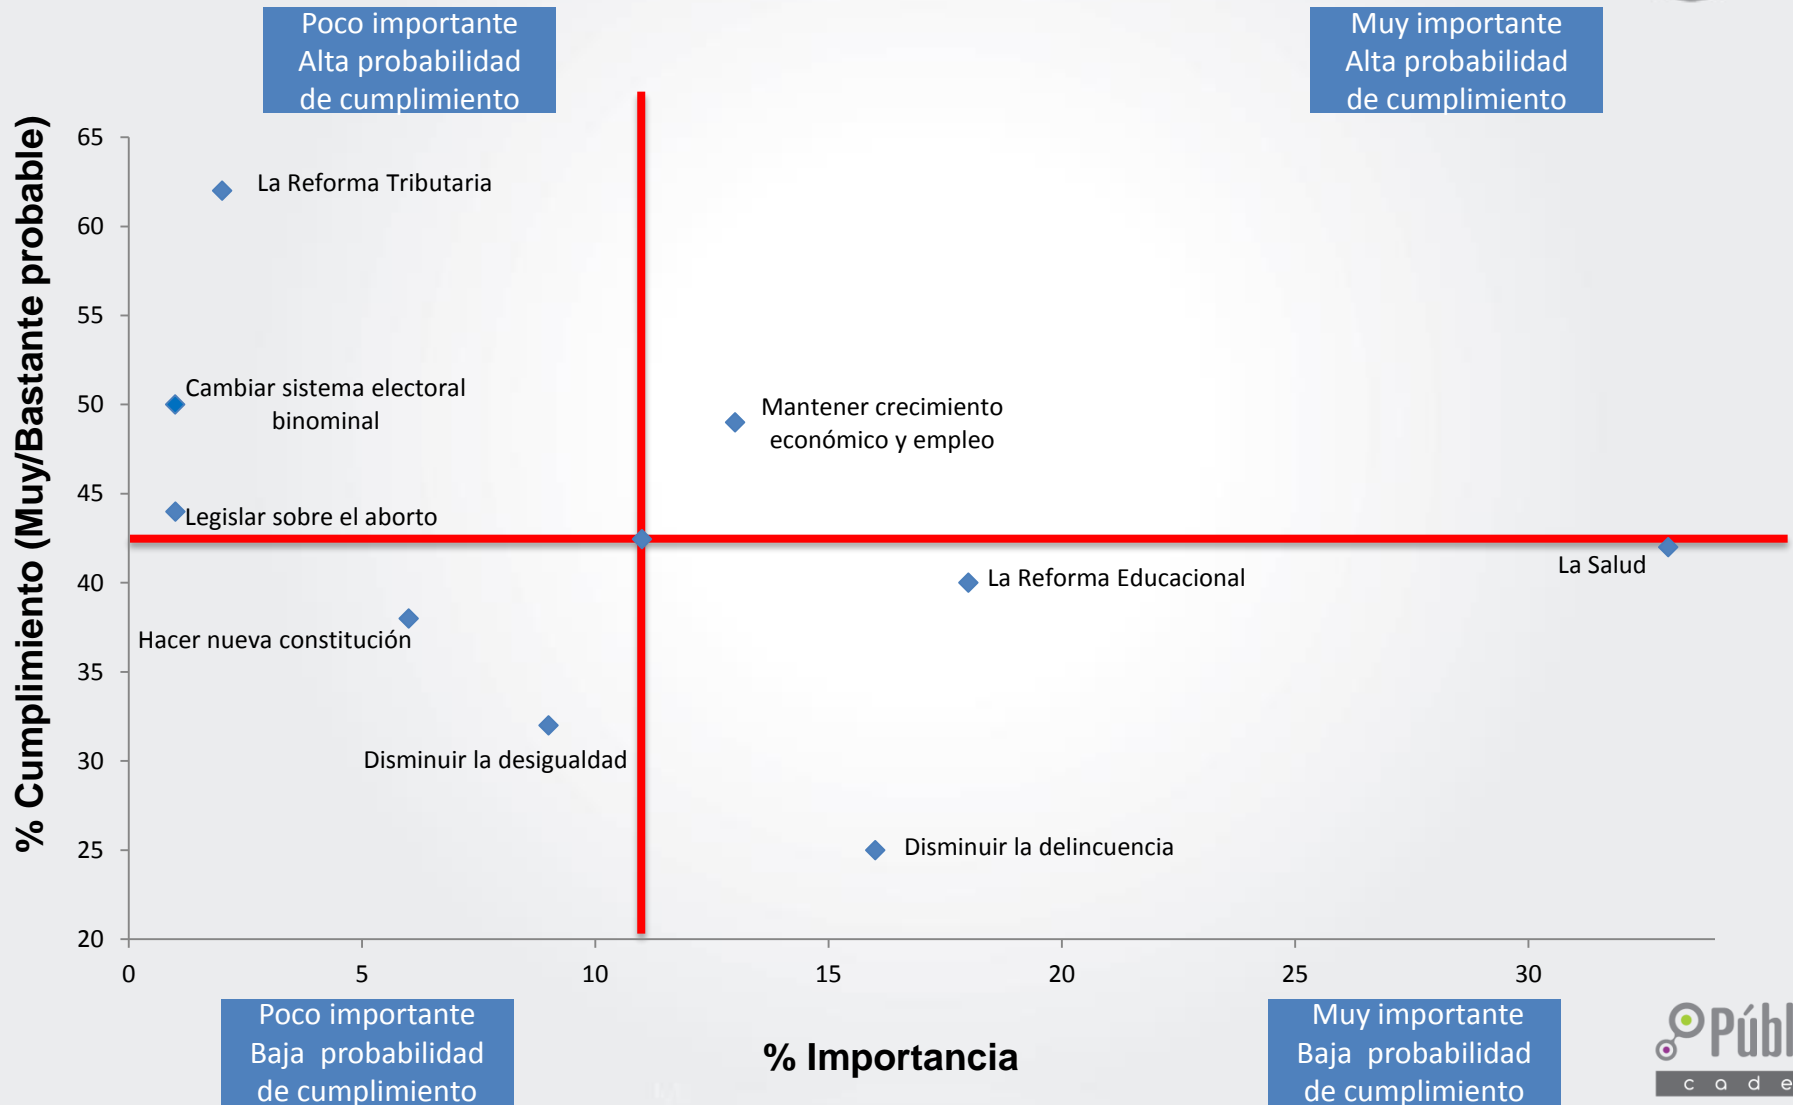 Poco importante
Alta probabilidad
de cumplimiento
Muy importante
Alta probabilidad
de cumplimiento
% Cumplimiento (Muy/Bastante probable)
65
60
55
50
45
40
35
30
25
20
La Reforma Tributaria
Cambiar sistema electoral
binominal
Mantener crecimiento
económico y empleo
Legislar sobre el aborto
La Salud
La Reforma Educacional
Hacer nueva constitución
Disminuir la desigualdad
Disminuir la delincuencia
0 5 10 15 20 25 30
Poco importante
Baja probabilidad
de cumplimiento
% Importancia
Muy importante
Baja probabilidad
de cumplimiento
Públ
cade